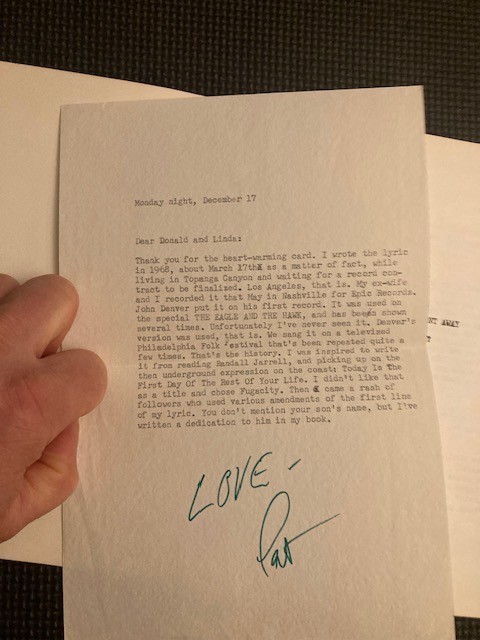 Monday night, December 17
Dear Donald and Linda:
Thank you for the heart-warming card. I wrote the lyric
in 1968, about March 17thX as a matter of fact, while
living in Topanga Canyon and waiting for a record con-
tract to be finalized. Los Angeles, that is. My ex-wife
and I recorded it that May in Nashville for Epic Records.
John Denver put it on his first record. It was used on
the special THE EAGLE AND THE HAWK, and has been shown
several times. Unfortunately I've never seen it. Denver's
version was used, that is. We sang it on a televised
Philadelphia Folk Festival that's been repeated quite a
few times. That's the history. I was inspired to write
it from reading Randall Jarrell, and picking up on the
then underground expression on the coast: Today Is the
First Day Of The Rest Of Your Life. I didn't like that
as a title and chose Fugacity. Then came a rash of
followers who used various amendments of the first line
of my lyric. You don't mention your son's name, but I've
written a dedication to him in my book.
LOVE -
Pat
AWAY